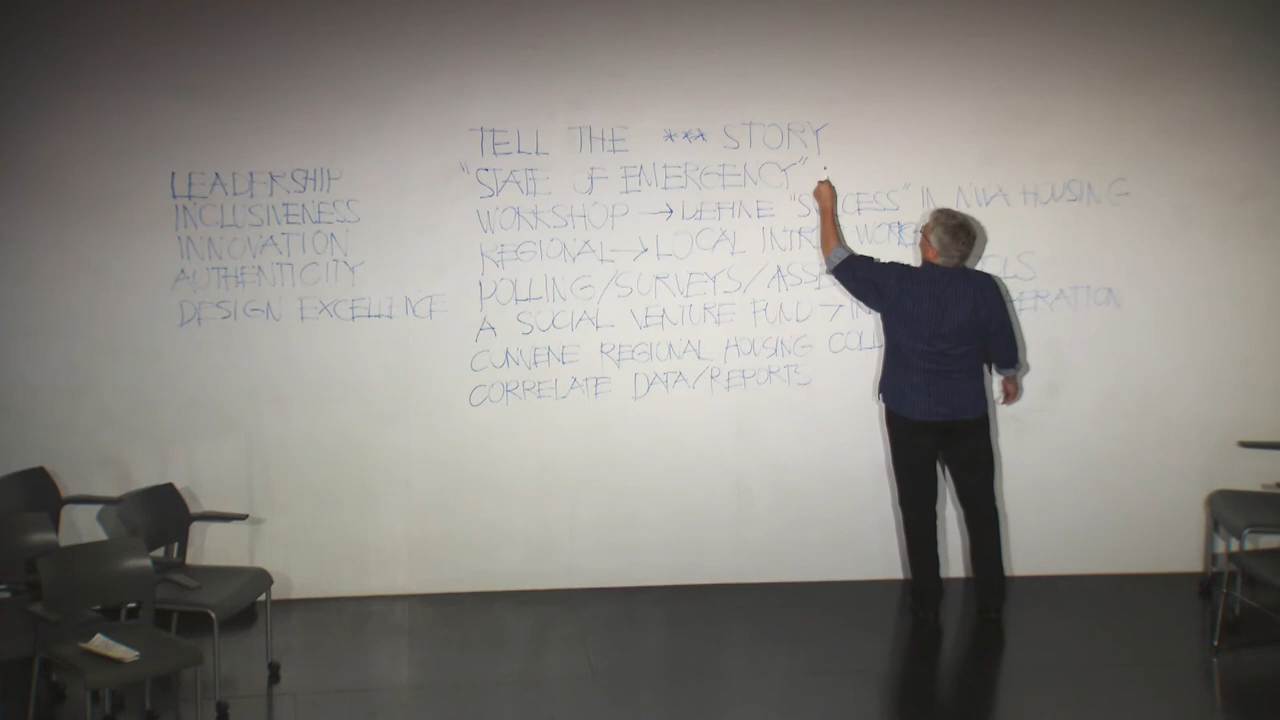 LEADERSHIP
INCLUSIVENESS
INNOVATION
AUTHENTICITY
DESIGN EXCELLENCE
TELL THE *** STORY
"STATE OF EMERGENCY"
WORKSHOP → DEFINE "SUCCESS" IN NWA HOUSING
REGIONAL → LOCAL
POLLING/SURVEYS/
A SOCIAL VENTURE FUND →
CONVENE REGIONAL HOUSING
CORRELATE DATA/REPORTS